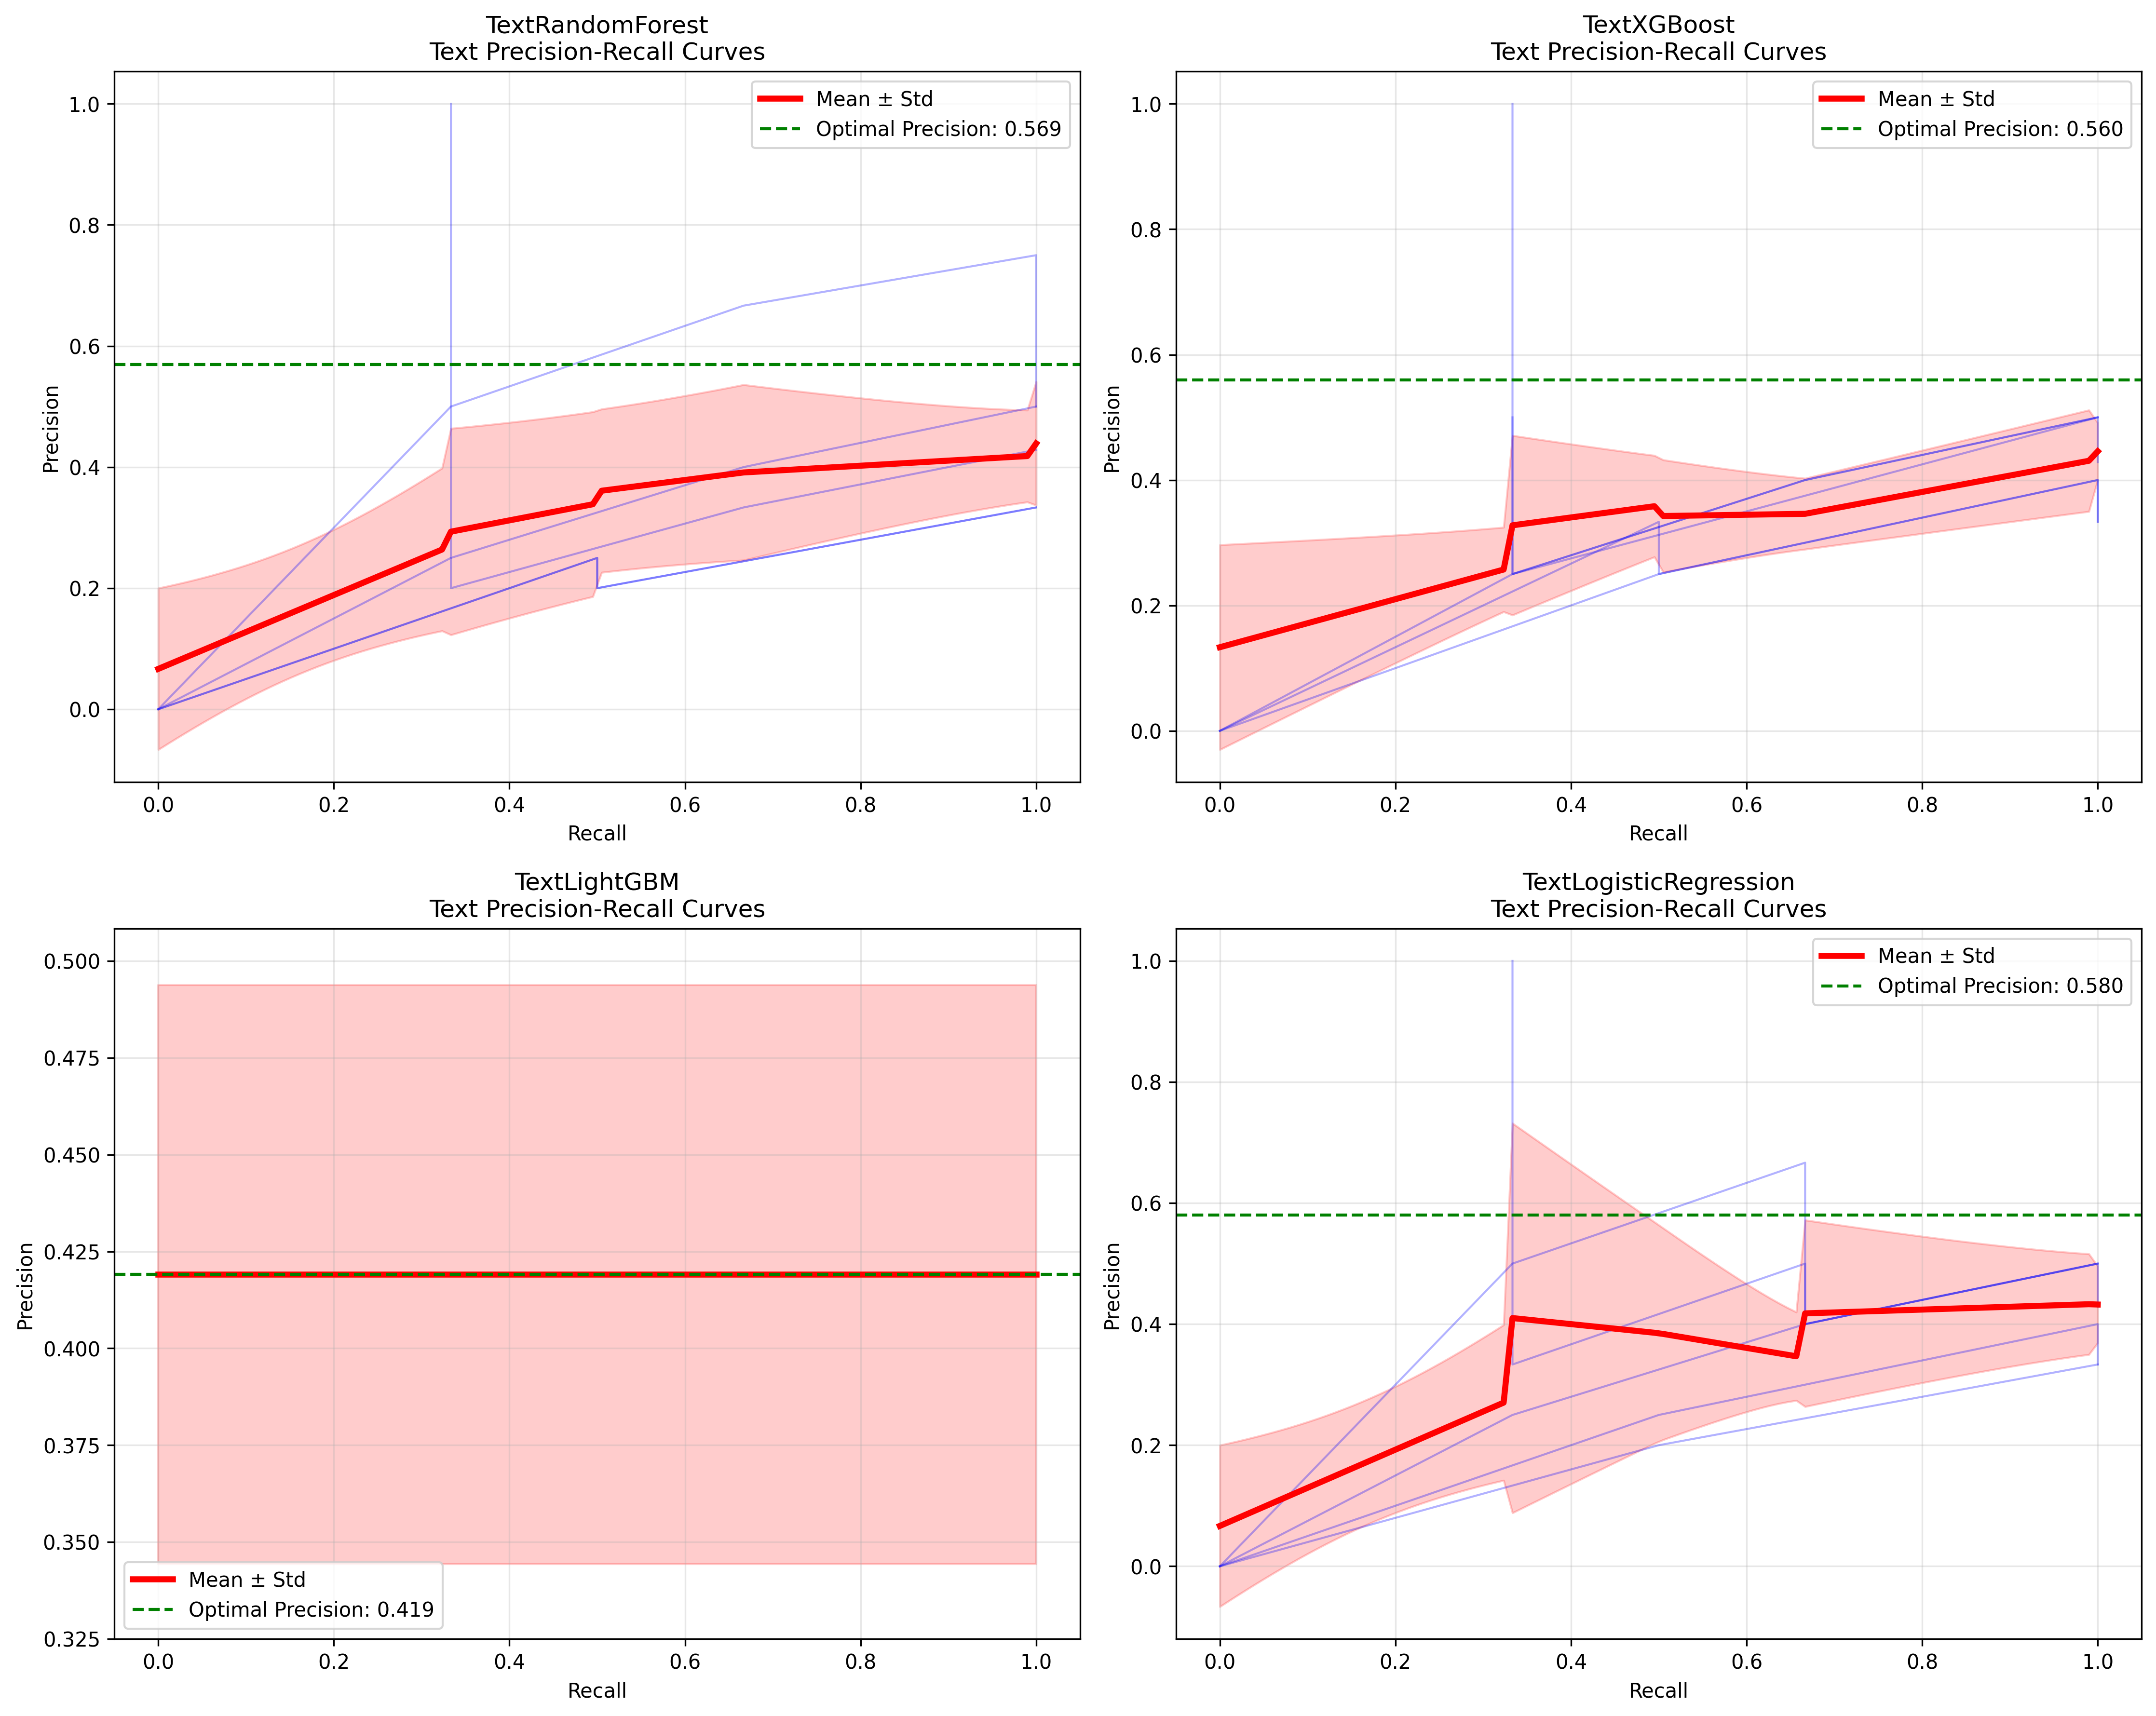 TextRandomForest
Text Precision-Recall Curves
Mean ± Std
Optimal Precision: 0.569
Precision
1.0
0.8
0.6
0.4
0.2
0.0
0.0 0.2 0.4 0.6 0.8 1.0
Recall
TextXGBoost
Text Precision-Recall Curves
Mean ± Std
Optimal Precision: 0.560
Precision
1.0
0.8
0.6
0.4
0.2
0.0
0.0 0.2 0.4 0.6 0.8 1.0
Recall
TextLightGBM
Text Precision-Recall Curves
Precision
0.500
0.475
0.450
0.425
0.400
0.375
0.350
0.325
Mean ± Std
Optimal Precision: 0.419
0.0 0.2 0.4 0.6 0.8 1.0
Recall
TextLogisticRegression
Text Precision-Recall Curves
Mean ± Std
Optimal Precision: 0.580
Precision
1.0
0.8
0.6
0.4
0.2
0.0
0.0 0.2 0.4 0.6 0.8 1.0
Recall